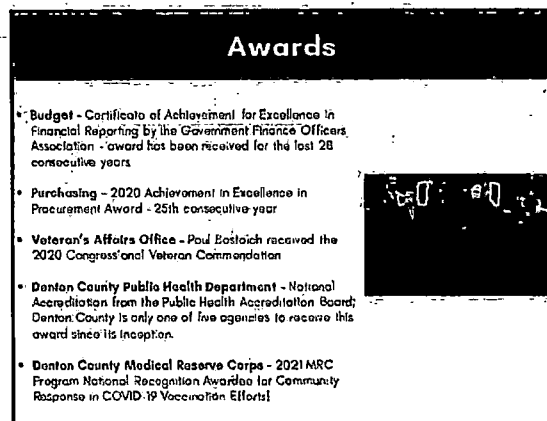 Awards
• Budget - Certificate of Achievement for Excellence in
Financial Reporting by the Government Finance Officers
Association - award has been received for the last 28
consecutive years
• Purchasing - 2020 Achievement in Excellence in
Procurement Award - 25th consecutive year
• Veteran's Affairs Office - Paul received the
2020 Congressional Veteran Commendation
• Denton County Public Health Department - National
Accreditation from the Public Health Accreditation Board;
Denton County is only one of five agencies to receive this
award since its inception.
• Denton County Medical Reserve Corps - 2021 MRC
Program National Recognition Awardee for Community
Response in COVID-19 Vaccination Efforts!